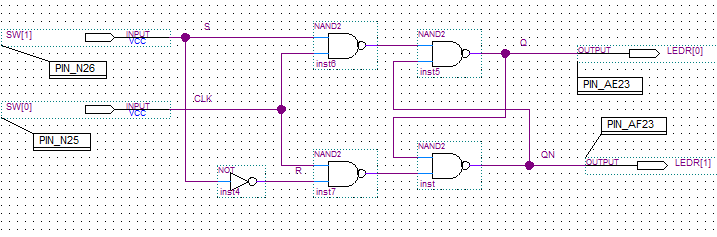 S
NAND2
NAND2
SW[1]
INPUT
VCC
Q
OUTPUT
LEDR[0]
inst6
inst5
PIN_N26
PIN_AE23
SW[0]
INPUT
VCC
CLK
PIN_AF23
PIN_N25
NAND2
NAND2
QN
OUTPUT
LEDR[1]
NOT
R
inst4
inst7
inst